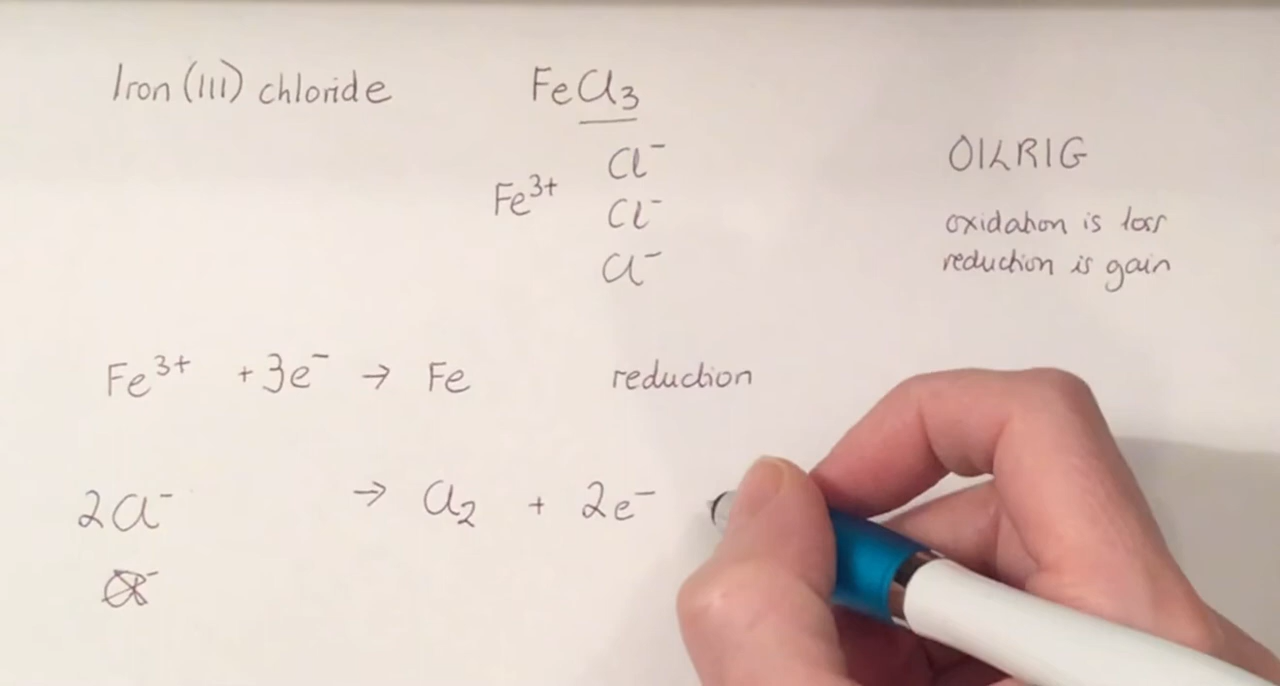 Iron (III) chloride FeCl3
Cl⁻
Fe³⁺ Cl⁻
Cl⁻
OILRIG
oxidation is loss
reduction is gain
Fe³⁺ +3e⁻ → Fe reduction
2Cl⁻ → Cl2 + 2e⁻